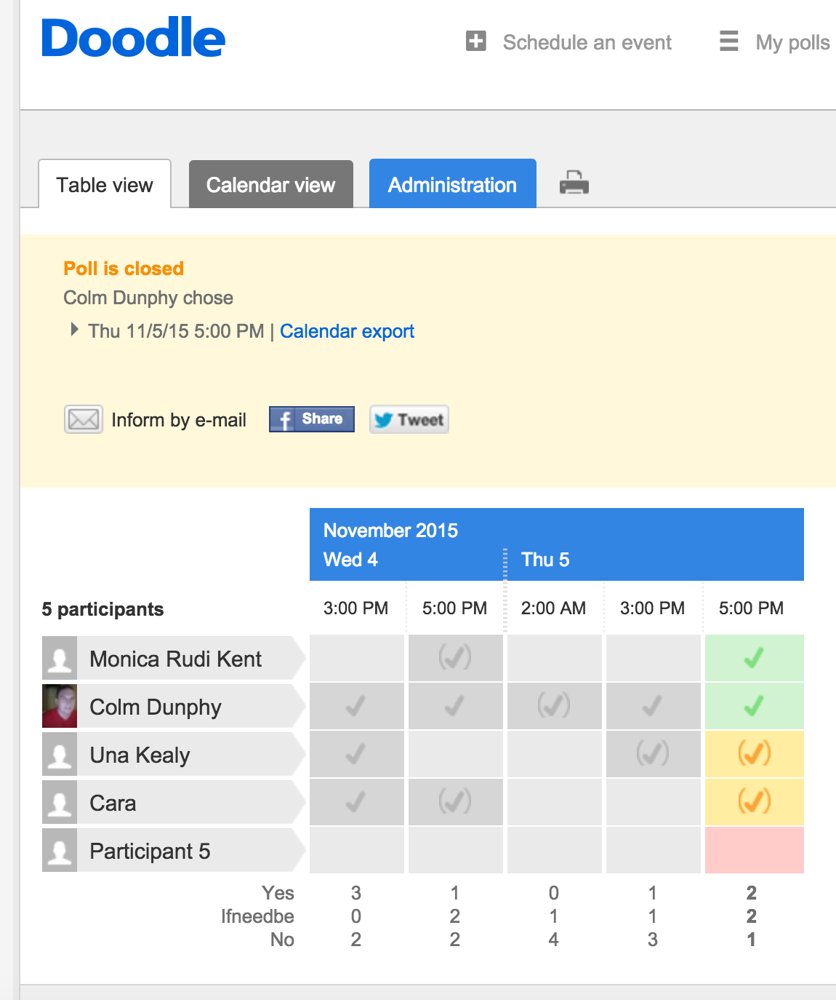 Doodle
Schedule an event My polls
Table view Calendar view Administration
Poll is closed
Colm Dunphy chose
Thu 11/5/15 5:00 PM | Calendar export
Inform by e-mail Share Tweet
November 2015
Wed 4 Thu 5
5 participants 3:00 PM 5:00 PM 2:00 AM 3:00 PM 5:00 PM
Monica Rudi Kent
Colm Dunphy
Una Kealy
Cara
Participant 5
Yes 3 1 0 1 2
Ifneedbe 0 2 1 1 2
No 2 2 4 3 1